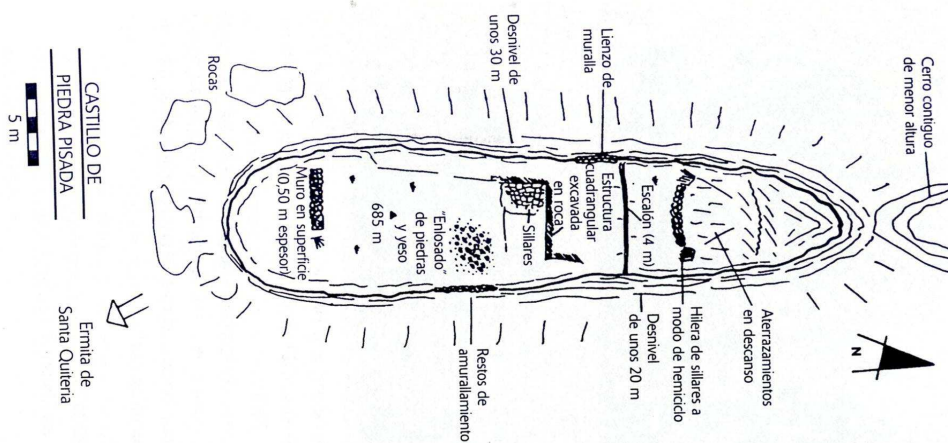 CASTILLO DE
PIEDRA PISADA
5 m
Rocas
Desnivel de
unos 30 m
Lienzo de
muralla
Cerro contiguo
de menor altura
Muro en superficie
(0,50 m espesor)
685 m
"Enlosado"
de piedras
y yeso
Sillares
Estructura
cuadrangular
excavada
en roca
Escalón (4 m)
Ermita de
Santa Quiteria
Restos de
amurallamiento
Desnivel
de unos 20 m
Hilera de sillares a
modo de hemiciclo
Aterrazamientos
en descanso
N